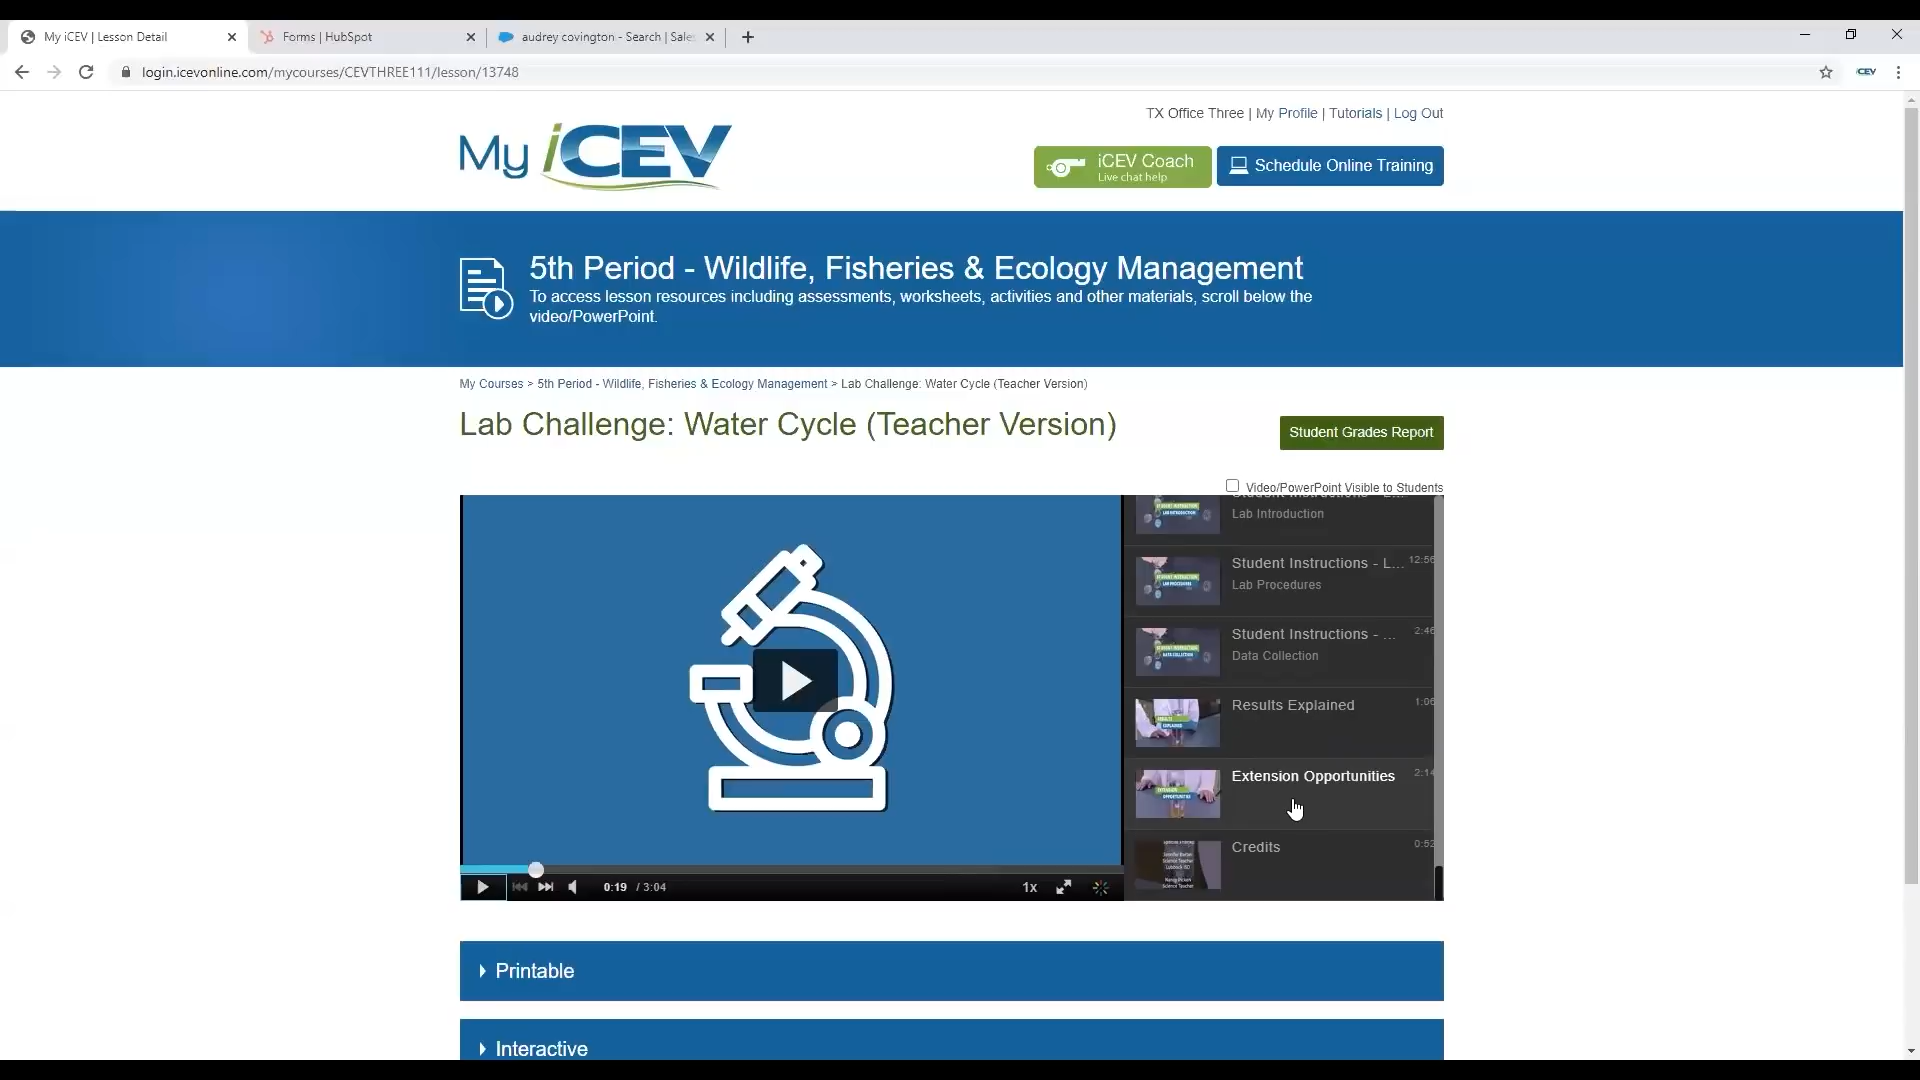 My iCEV | Lesson Detail
Forms | HubSpot
audrey covington - Search | Sale
login.icevonline.com/mycourses/CEVTHREE111/lesson/13748
CEV
TX Office Three | My Profile | Tutorials | Log Out
My iCEV
iCEV Coach
Live chat help
Schedule Online Training
5th Period - Wildlife, Fisheries & Ecology Management
To access lesson resources including assessments, worksheets, activities and other materials, scroll below the
video/PowerPoint.
My Courses > 5th Period - Wildlife, Fisheries & Ecology Management > Lab Challenge: Water Cycle (Teacher Version)
Lab Challenge: Water Cycle (Teacher Version)
Student Grades Report
Video/PowerPoint Visible to Students
Student Instructions - L...
Lab Introduction
Student Instructions - L... 12:56
Lab Procedures
Student Instructions - ... 2:46
Data Collection
Results Explained 1:06
Extension Opportunities 2:14
Credits 0:52
0:19 / 3:04
1x
Printable
Interactive